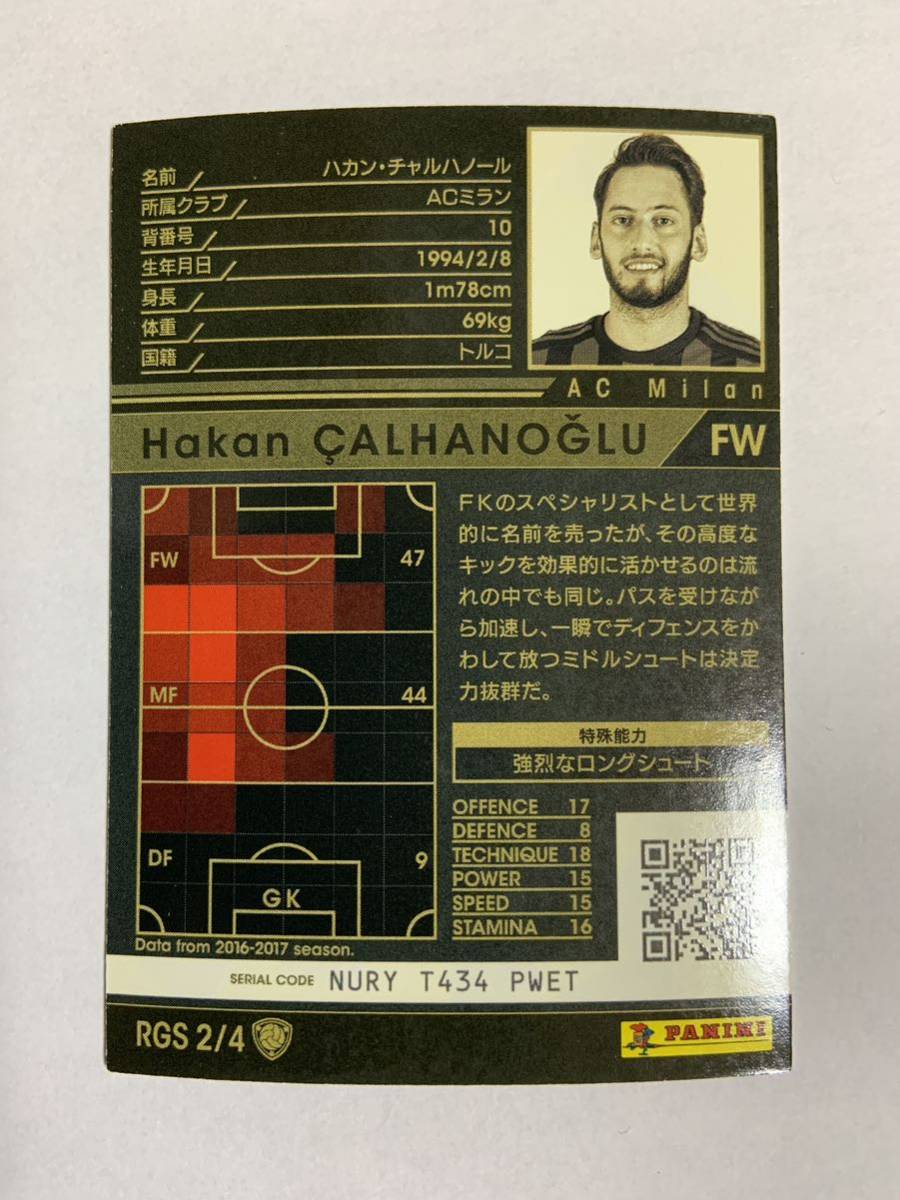 名前 ハカン・チャルハノール
所属クラブ ACミラン
背番号 10
生年月日 1994/2/8
身長 1m78cm
体重 69kg
国籍 トルコ
AC Milan
Hakan ÇALHANOĞLU FW
FW 47
MF 44
DF 9
GK
Data from 2016-2017 season.
FKのスペシャリストとして世界
的に名前を売ったが、その高度な
キックを効果的に活かせるのは流
れの中でも同じ。パスを受けなが
ら加速し、一瞬でディフェンスをか
わして放つミドルシュートは決定
力抜群だ。
特殊能力
強烈なロングシュート
OFFENCE 17
DEFENCE 8
TECHNIQUE 18
POWER 15
SPEED 15
STAMINA 16
SERIAL CODE NURY T434 PWET
RGS 2/4
PANINI